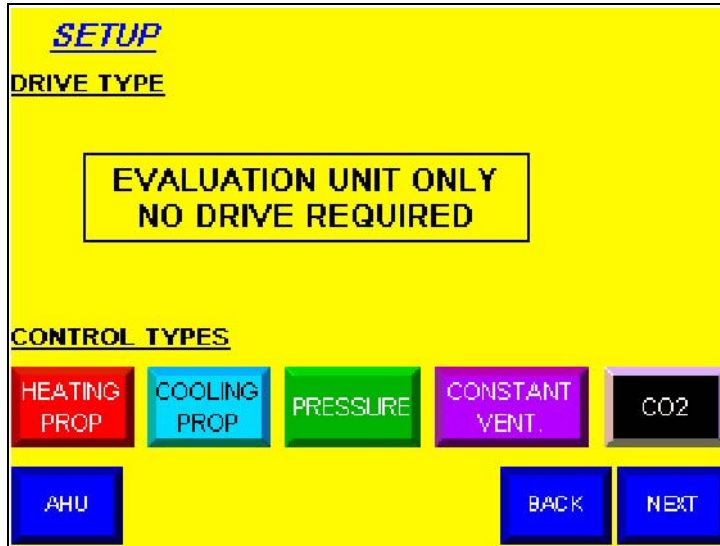 SETUP
DRIVE TYPE
EVALUATION UNIT ONLY
NO DRIVE REQUIRED
CONTROL TYPES
HEATING
PROP
COOLING
PROP
PRESSURE
CONSTANT
VENT.
CO2
AHU
BACK
NEXT